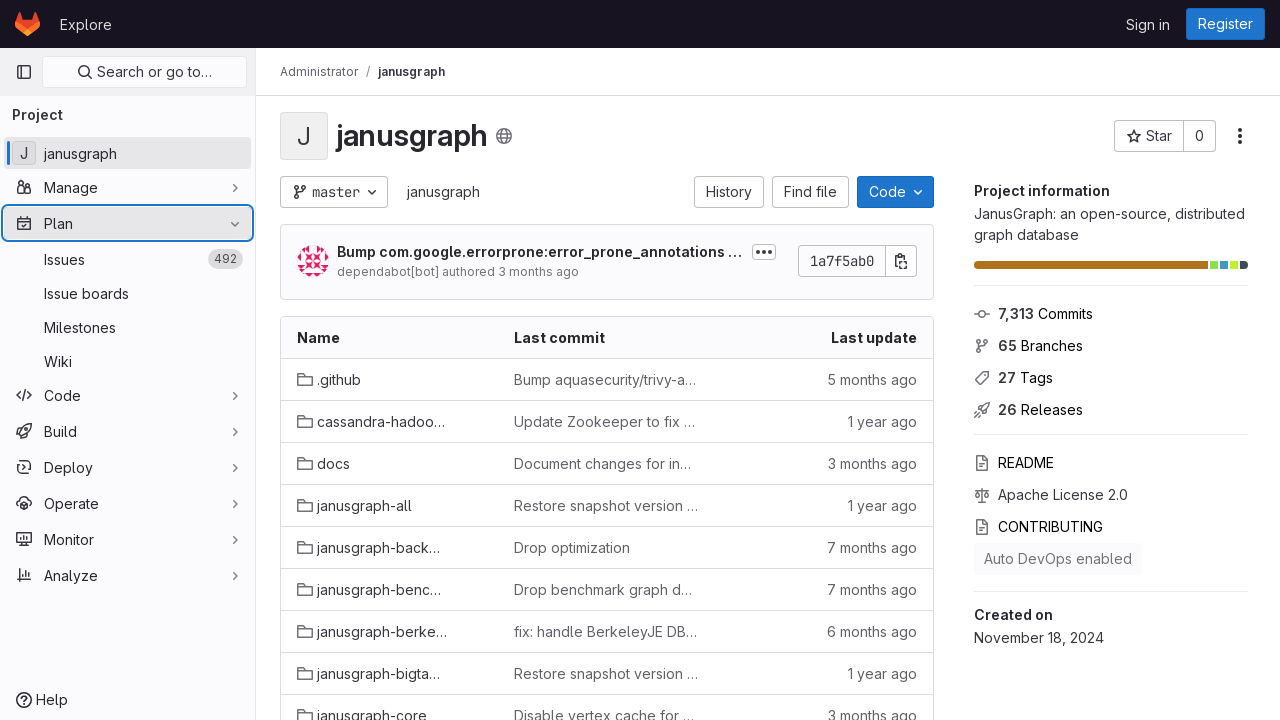 Explore
Sign in
Register
Search or go to…
Administrator / janusgraph
Project
J janusgraph
Manage
Plan
Issues 492
Issue boards
Milestones
Wiki
Code
Build
Deploy
Operate
Monitor
Analyze
Help
J janusgraph
Star 0
master
janusgraph
History
Find file
Code
Bump com.google.errorprone:error_prone_annotations …
dependabot[bot] authored 3 months ago
1a7f5ab0
Name Last commit Last update
.github Bump aquasecurity/trivy-a… 5 months ago
cassandra-hadoo… Update Zookeeper to fix … 1 year ago
docs Document changes for in… 3 months ago
janusgraph-all Restore snapshot version … 1 year ago
janusgraph-back… Drop optimization 7 months ago
janusgraph-benc… Drop benchmark graph d… 7 months ago
janusgraph-berke… fix: handle BerkeleyJE DB… 6 months ago
janusgraph-bigta… Restore snapshot version … 1 year ago
janusgraph-core Disable vertex cache for … 3 months ago
Project information
JanusGraph: an open-source, distributed
graph database
7,313 Commits
65 Branches
27 Tags
26 Releases
README
Apache License 2.0
CONTRIBUTING
Auto DevOps enabled
Created on
November 18, 2024